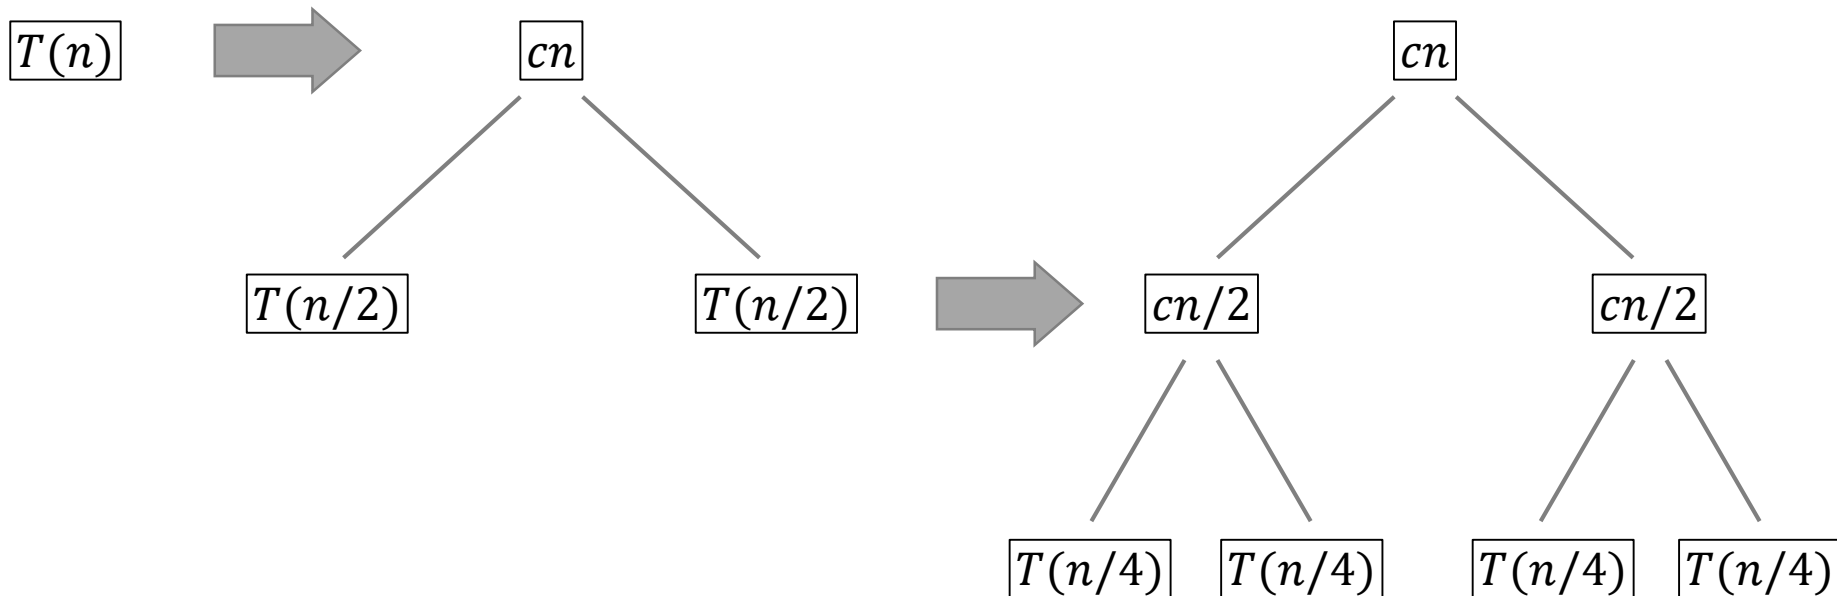 T(n) cn cn
T(n/2) T(n/2) cn/2 cn/2
T(n/4) T(n/4) T(n/4) T(n/4)